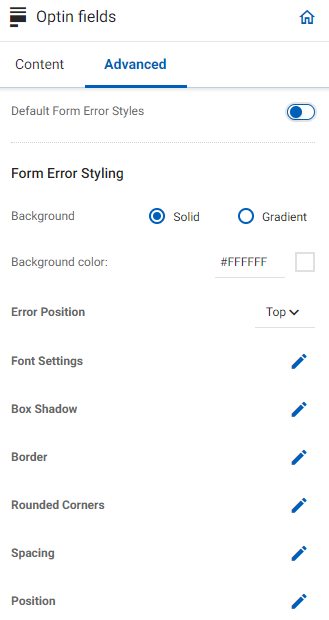 Optin fields
Content Advanced
Default Form Error Styles
Form Error Styling
Background Solid Gradient
Background color: #FFFFFF
Error Position Top
Font Settings
Box Shadow
Border
Rounded Corners
Spacing
Position